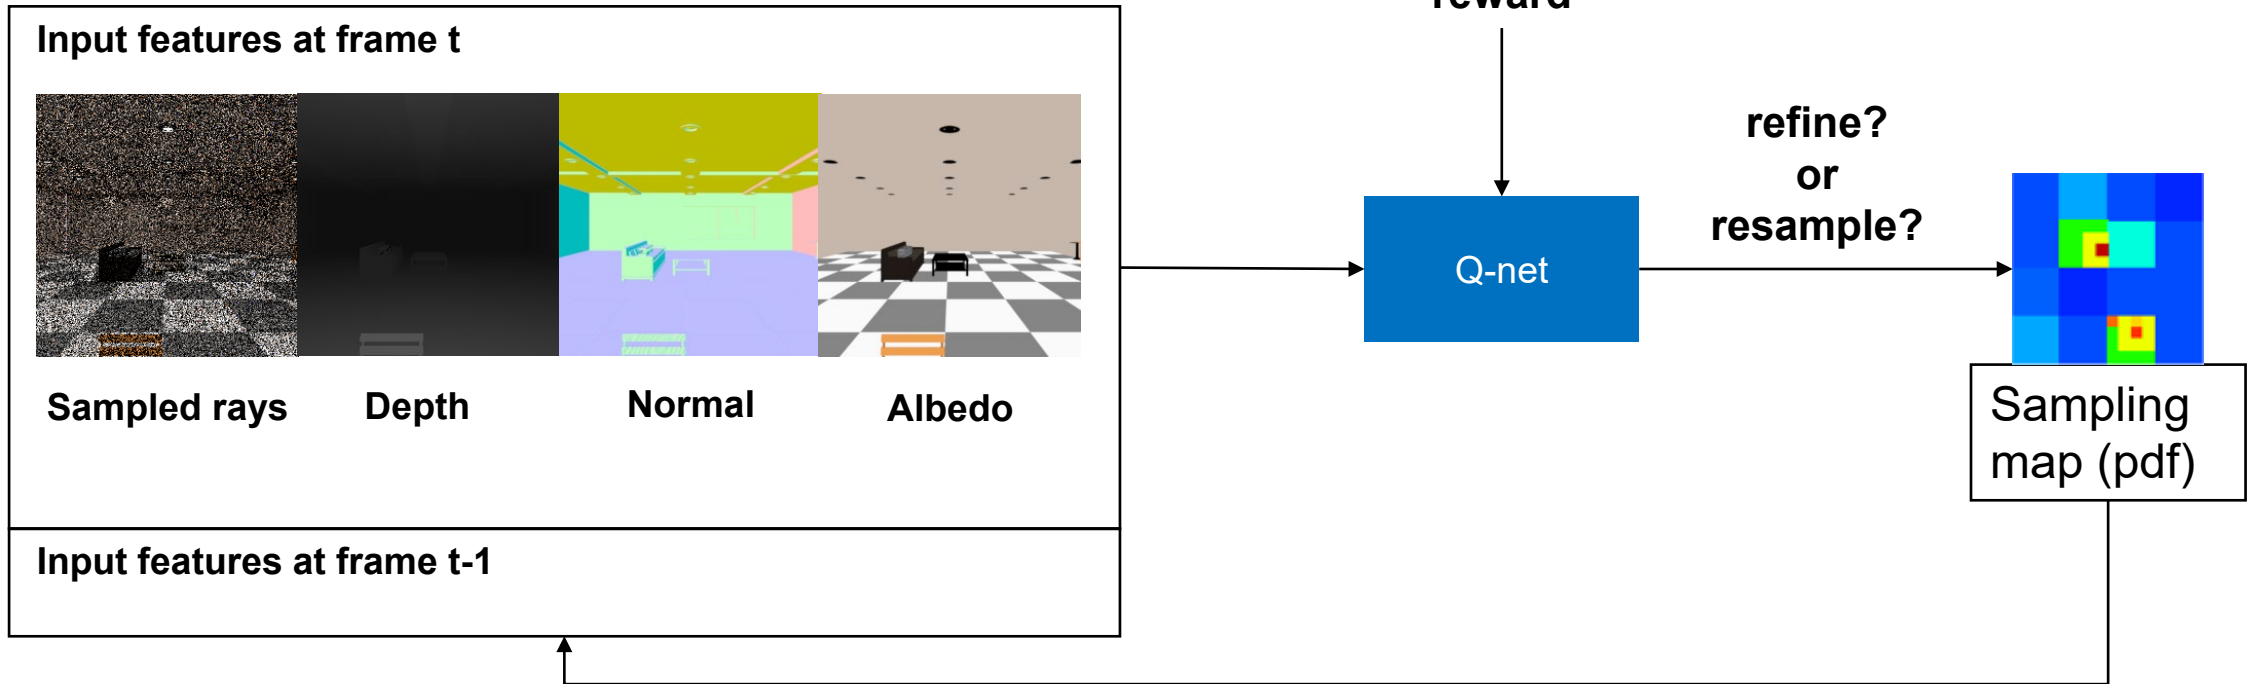 reward
Input features at frame t
refine?
or
resample?
Q-net
Sampled rays
Depth
Normal
Albedo
Sampling
map (pdf)
Input features at frame t-1